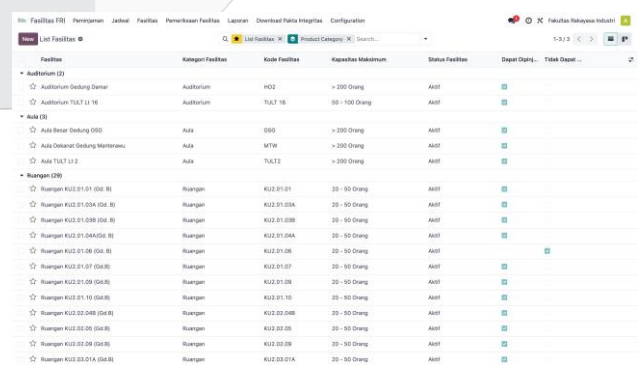 Fasilitas FRI Peminjaman Jadwal Fasilitas Pemeriksaan Fasilitas Laporan Download Pakta Integritas Configuration Fakultas Rekayasa Industri A
New List Fasilitas List Fasilitas × Product Category × Search... 1-3 / 3
Fasilitas Kategori Fasilitas Kode Fasilitas Kapasitas Maksimum Status Fasilitas Dapat Dipinj... Tidak Dapat ...
Auditorium (2)
Auditorium Gedung Damar Auditorium HO2 > 200 Orang Aktif
Auditorium TULT Lt 16 Auditorium TULT 16 50 - 100 Orang Aktif
Aula (3)
Aula Besar Gedung GSG Aula GSG > 200 Orang Aktif
Aula Dekanat Gedung Manterawu Aula MTW > 200 Orang Aktif
Aula TULT Lt 2 Aula TULT2 > 200 Orang Aktif
Ruangan (29)
Ruangan KU2.01.01 (Gd. B) Ruangan KU2.01.01 20 - 50 Orang Aktif
Ruangan KU2.01.03A (Gd. B) Ruangan KU2.01.03A 20 - 50 Orang Aktif
Ruangan KU2.01.03B (Gd. B) Ruangan KU2.01.03B 20 - 50 Orang Aktif
Ruangan KU2.01.04A(Gd. B) Ruangan KU2.01.04A 20 - 50 Orang Aktif
Ruangan KU2.01.06 (Gd. B) Ruangan KU2.01.06 20 - 50 Orang Aktif
Ruangan KU2.01.07 (Gd.B) Ruangan KU2.01.07 20 - 50 Orang Aktif
Ruangan KU2.01.09 (Gd.B) Ruangan KU2.01.09 20 - 50 Orang Aktif
Ruangan KU2.01.10 (Gd.B) Ruangan KU2.01.10 20 - 50 Orang Aktif
Ruangan KU2.02.04B (Gd.B) Ruangan KU2.02.04B 20 - 50 Orang Aktif
Ruangan KU2.02.05 (Gd.B) Ruangan KU2.02.05 20 - 50 Orang Aktif
Ruangan KU2.02.09 (Gd.B) Ruangan KU2.02.09 20 - 50 Orang Aktif
Ruangan KU2.03.01A (Gd.B) Ruangan KU2.03.01A 20 - 50 Orang Aktif